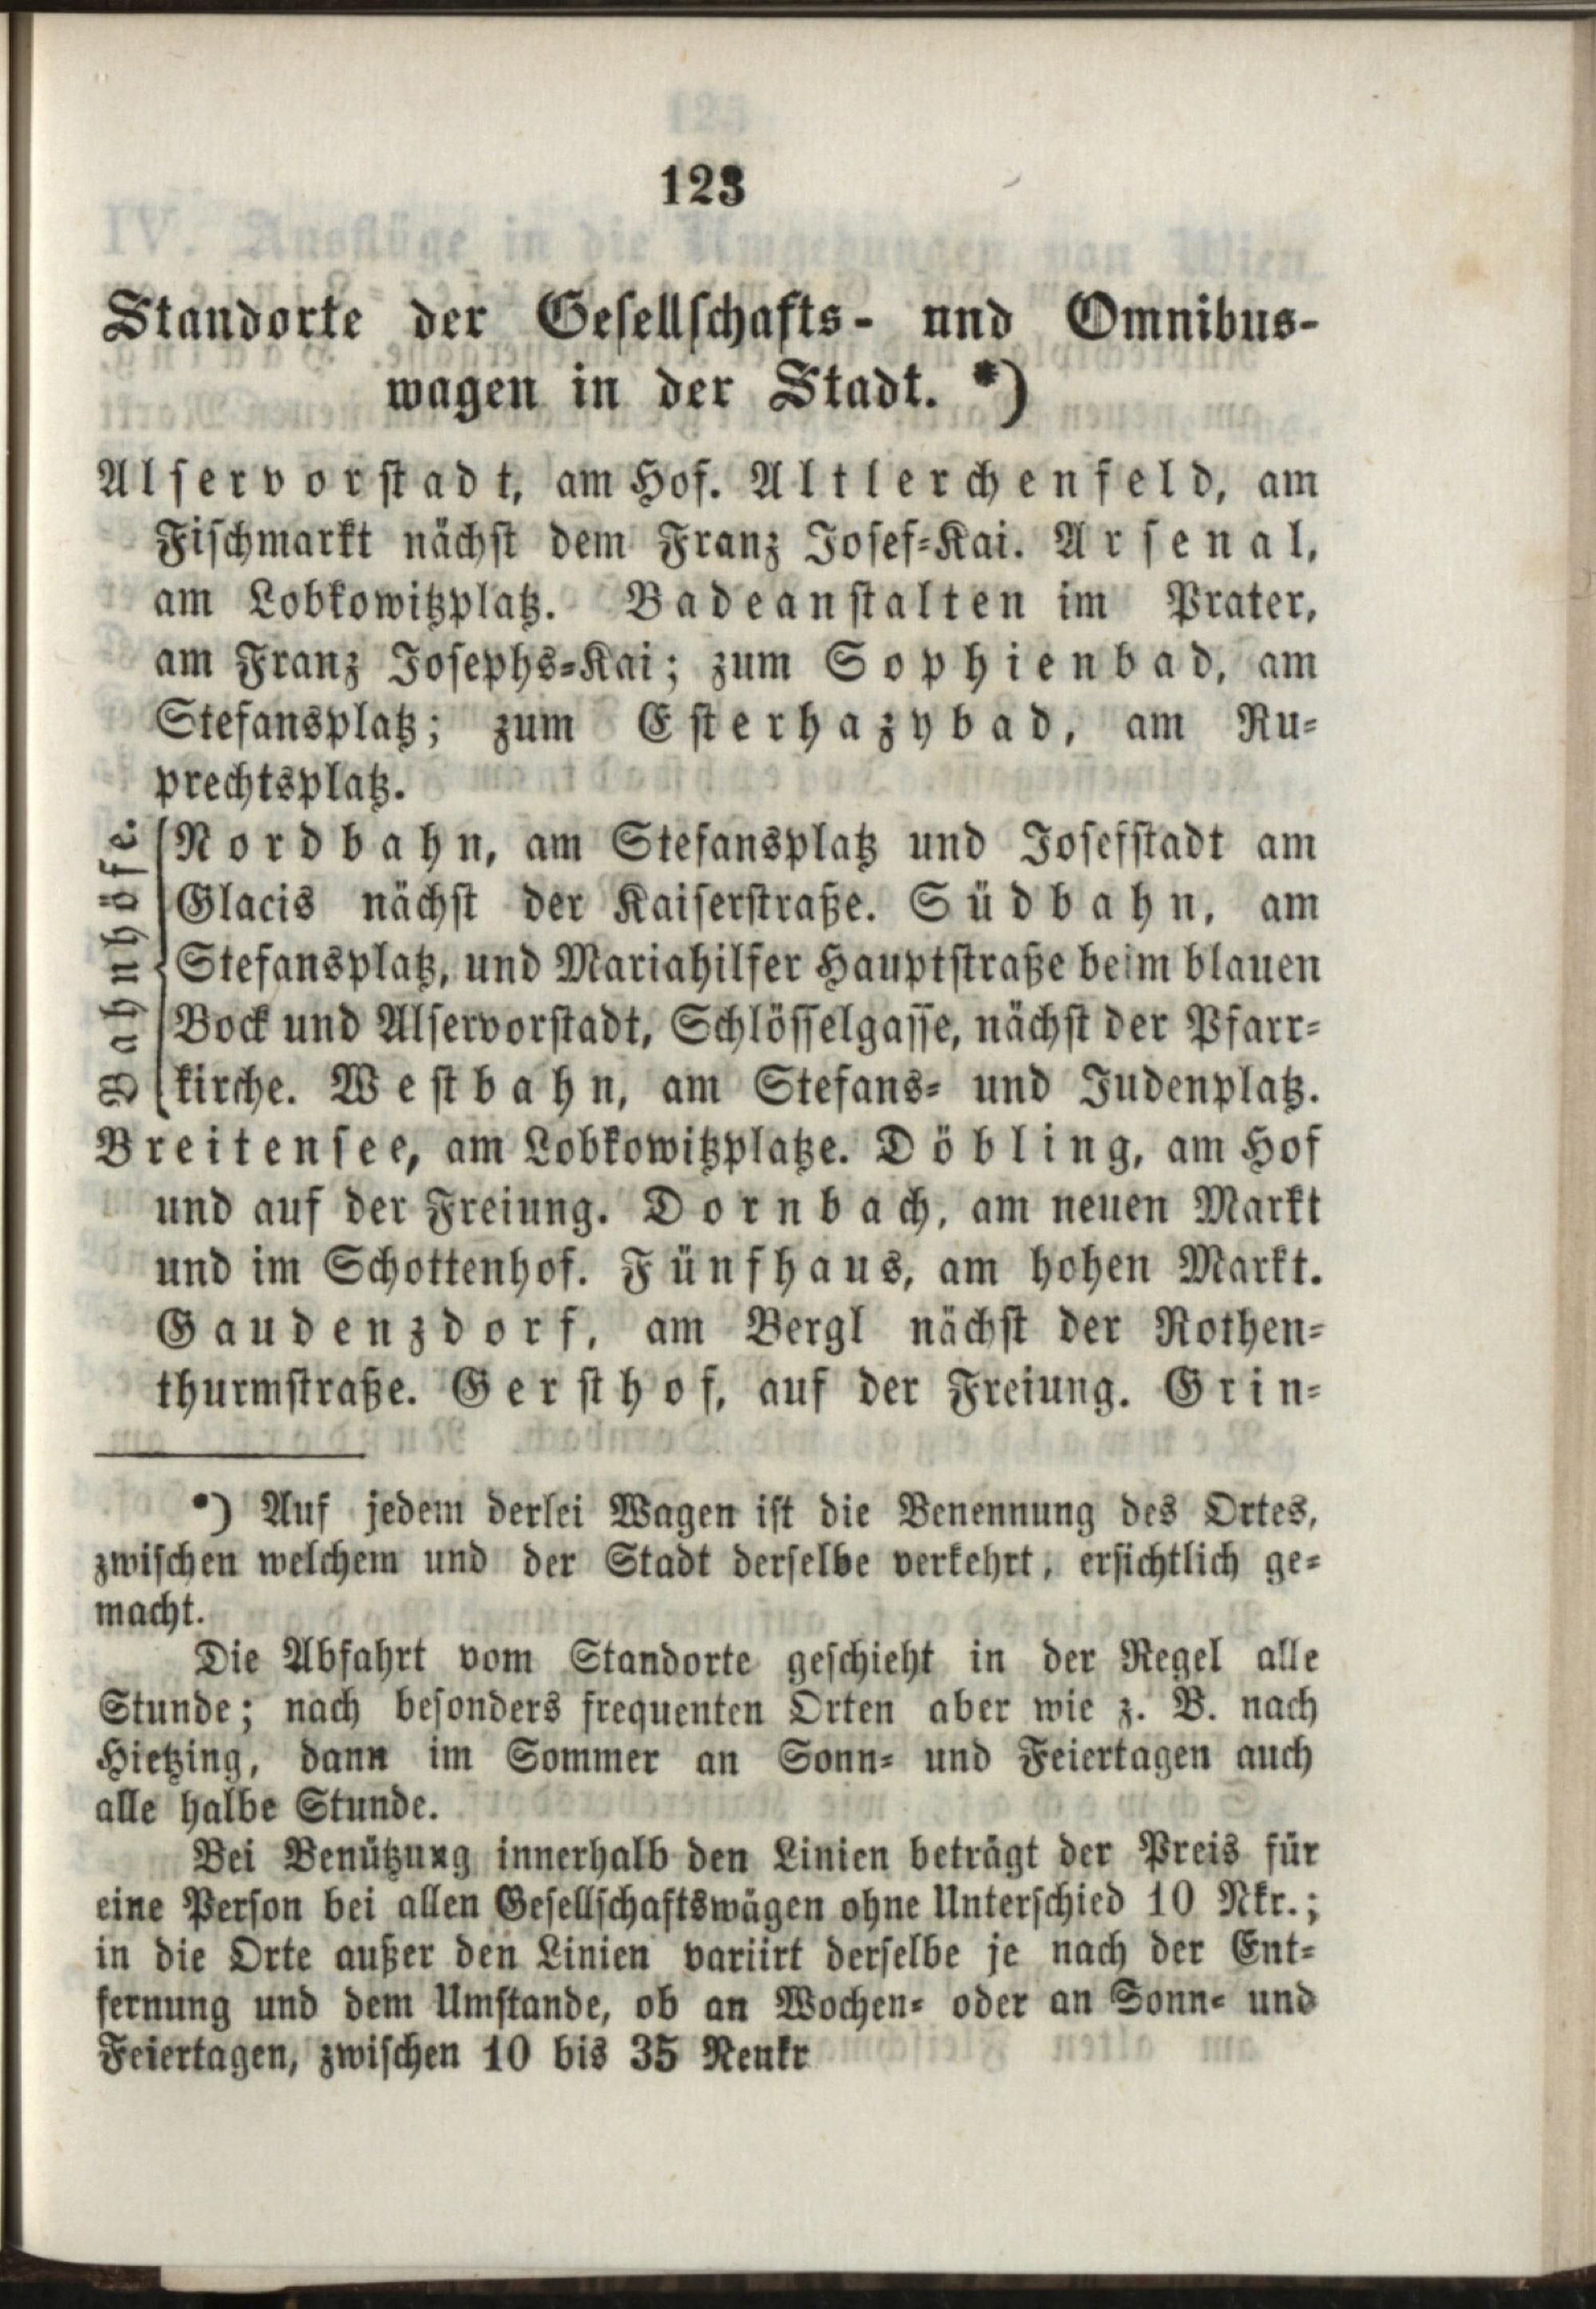 123
Standorte der Gesellschafts- und Omnibus-
wagen in der Stadt. *)
Alservorstadt, am Hof. Altlerchenfeld, am
Fischmarkt nächst dem Franz Josef-Kai. Arsenal,
am Lobkowitzplatz. Badeanstalten im Prater,
am Franz Josephs-Kai; zum Sophienbad, am
Stefansplatz; zum Esterhazybad, am Ru-
prechtsplatz.
Bahnhöfe.
Nordbahn, am Stefansplatz und Josefstadt am
Glacis nächst der Kaiserstraße. Südbahn, am
Stefansplatz, und Mariahilfer Hauptstraße beim blauen
Bock und Alservorstadt, Schlösselgasse, nächst der Pfarr-
kirche. Westbahn, am Stefans- und Judenplatz.
Breitensee, am Lobkowitzplatze. Döbling, am Hof
und auf der Freiung. Dornbach, am neuen Markt
und im Schottenhof. Fünfhaus, am hohen Markt.
Gaudenzdorf, am Bergl nächst der Rothen-
thurmstraße. Gersthof, auf der Freiung. Grin-
*) Auf jedem derlei Wagen ist die Benennung des Ortes,
zwischen welchem und der Stadt derselbe verkehrt, ersichtlich ge-
macht.
Die Abfahrt vom Standorte geschieht in der Regel alle
Stunde; nach besonders frequenten Orten aber wie z. B. nach
Hietzing, dann im Sommer an Sonn- und Feiertagen auch
alle halbe Stunde.
Bei Benützung innerhalb den Linien beträgt der Preis für
eine Person bei allen Gesellschaftswägen ohne Unterschied 10 Nkr.;
in die Orte außer den Linien variirt derselbe je nach der Ent-
fernung und dem Umstande, ob an Wochen- oder an Sonn- und
Feiertagen, zwischen 10 bis 35 Neukr